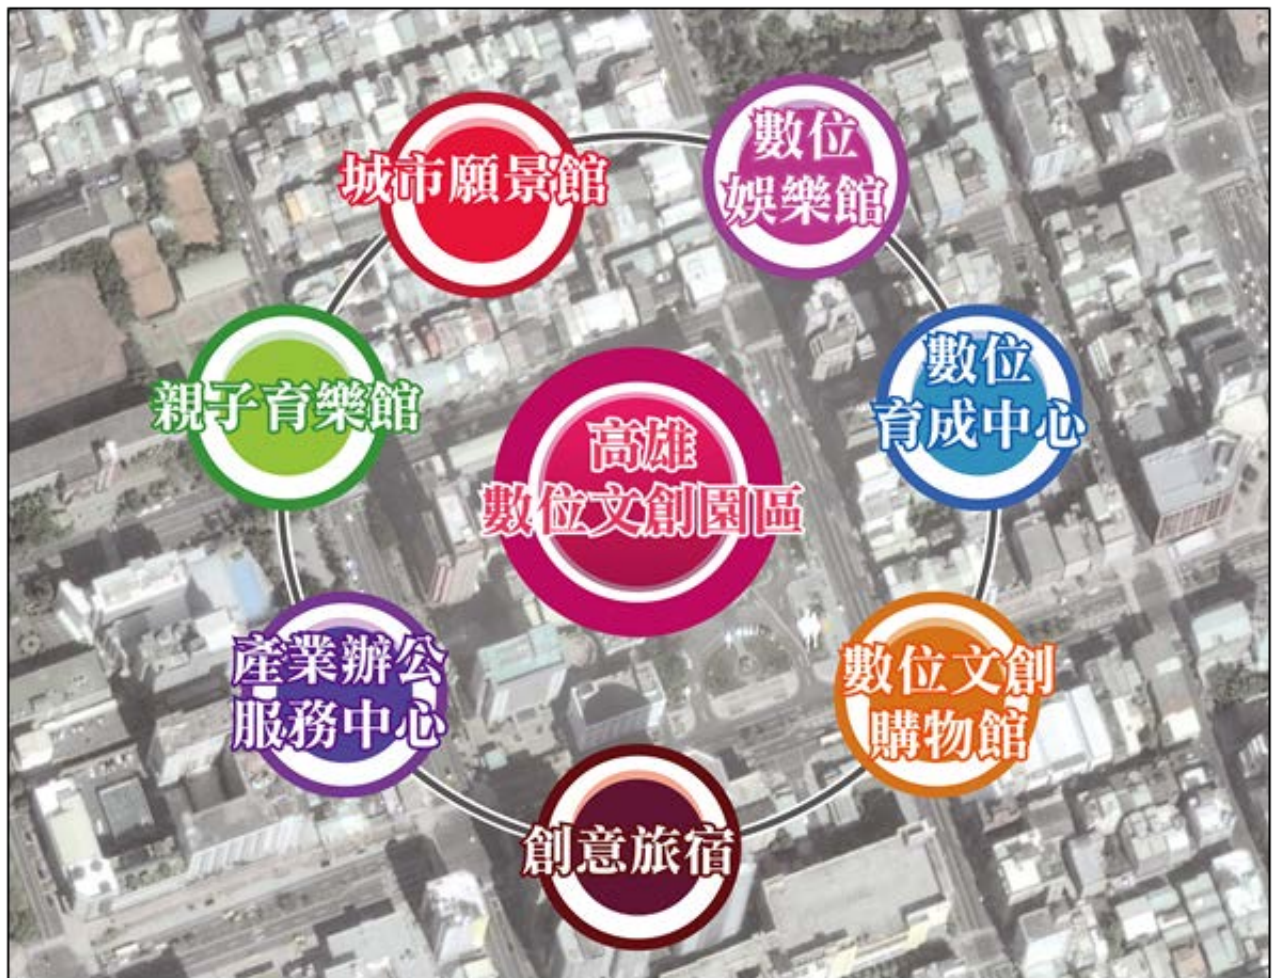 城市願景館
數位
娛樂館
親子育樂館
數位
育成中心
高雄
數位文創園區
產業辦公
服務中心
數位文創
購物館
創意旅宿